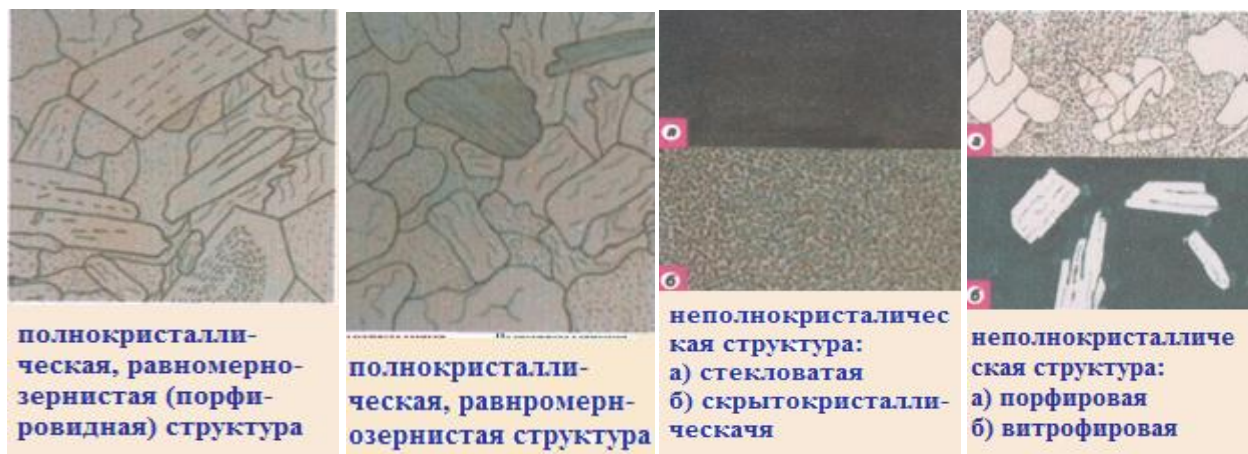 а
б
а
б
полнокристалли-
ческая, равномерно-
зернистая (порфи-
ровидная) структура
полнокристалли-
ческая, равнромерн-
озернистая структура
неполнокристаличес
кая структура:
а) стекловатая
б) скрытокристалли-
ческачя
неполнокристалличе
ская структура:
а) порфировая
б) витрофировая